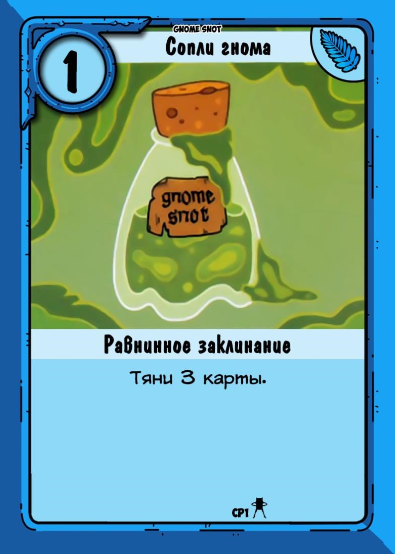 GNOME SNOT
Сопли гнома
1
gnome
snot
Равнинное заклинание
Тяни 3 карты.
CP1